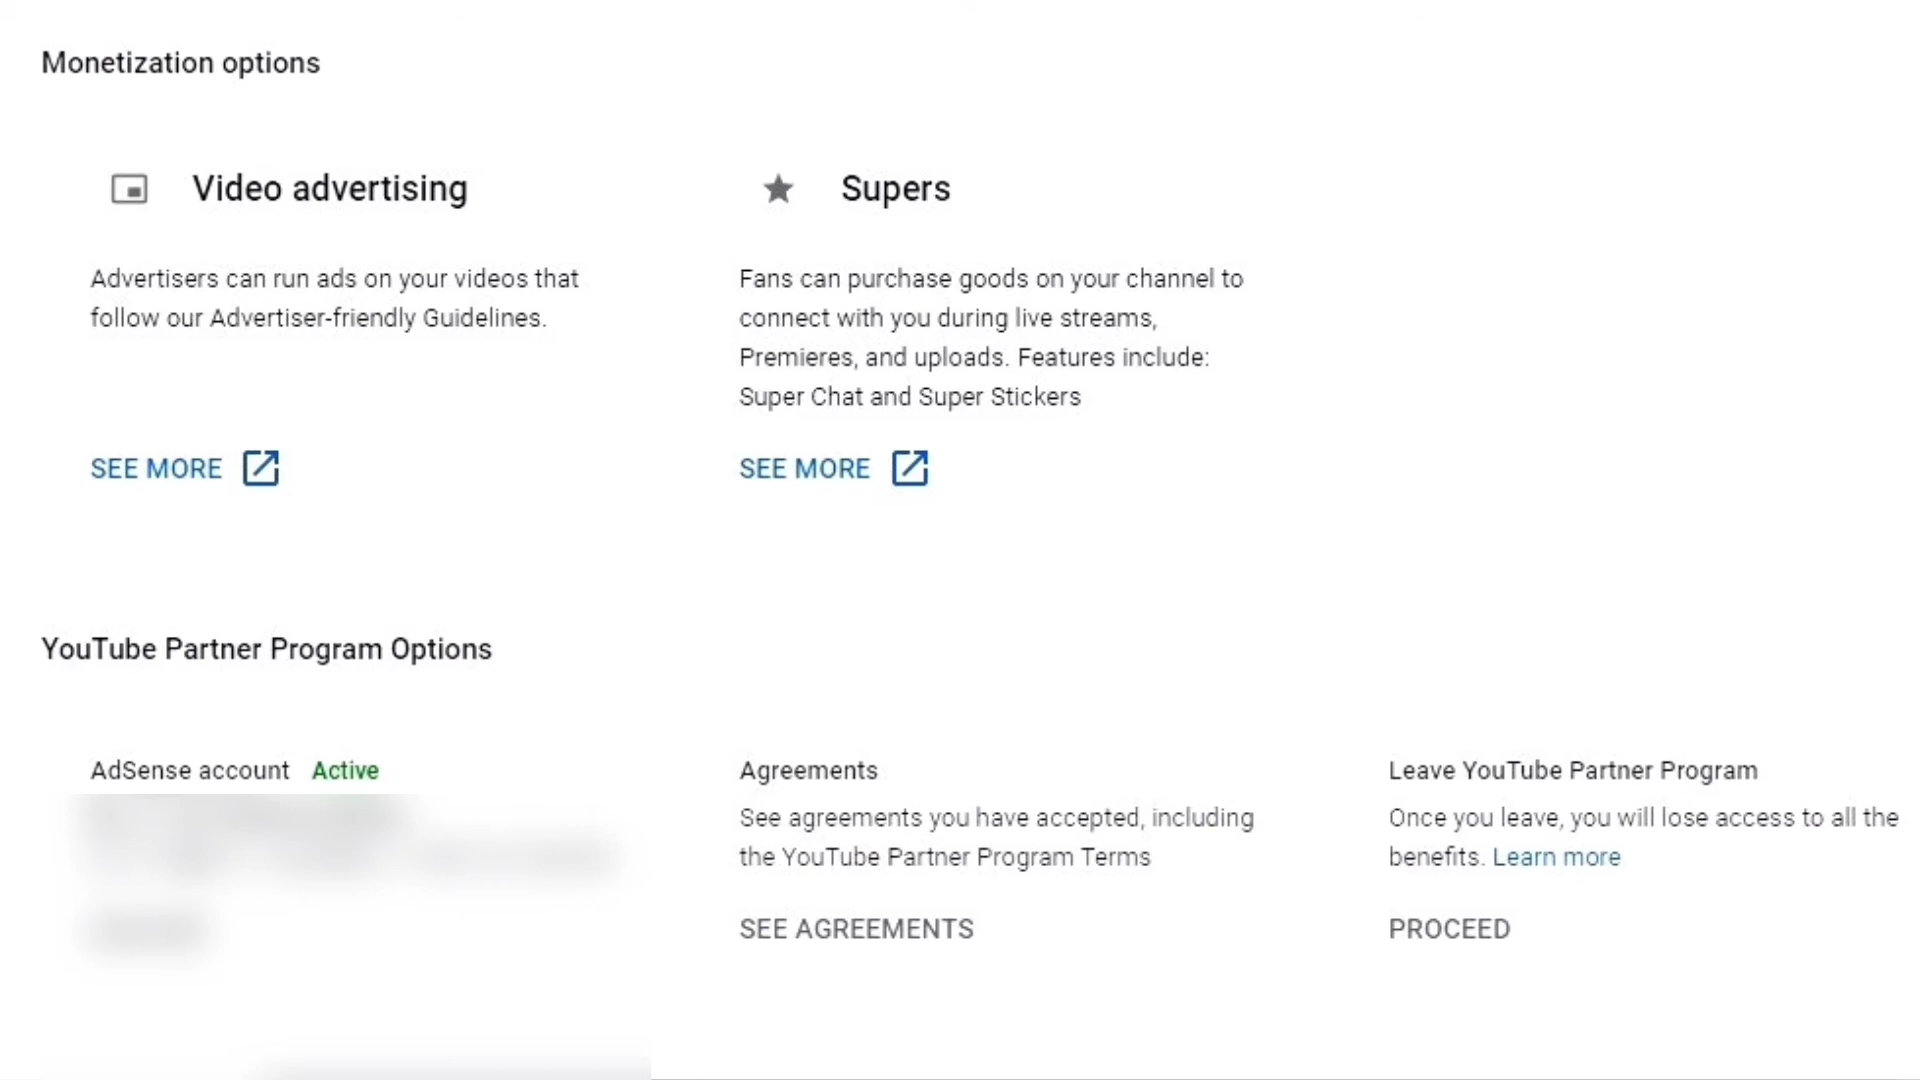 Monetization options
Video advertising
Advertisers can run ads on your videos that
follow our Advertiser-friendly Guidelines.
SEE MORE
Supers
Fans can purchase goods on your channel to
connect with you during live streams,
Premieres, and uploads. Features include:
Super Chat and Super Stickers
SEE MORE
YouTube Partner Program Options
AdSense account Active
Agreements
See agreements you have accepted, including
the YouTube Partner Program Terms
SEE AGREEMENTS
Leave YouTube Partner Program
Once you leave, you will lose access to all the
benefits. Learn more
PROCEED